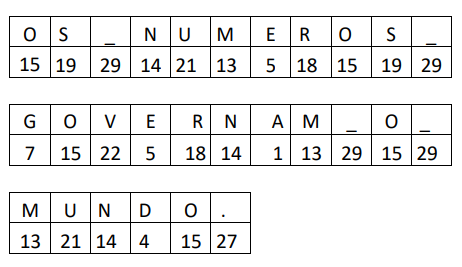 O S _ N U M E R O S _
15 19 29 14 21 13 5 18 15 19 29
G O V E R N A M _ O _
7 15 22 5 18 14 1 13 29 15 29
M U N D O .
13 21 14 4 15 27